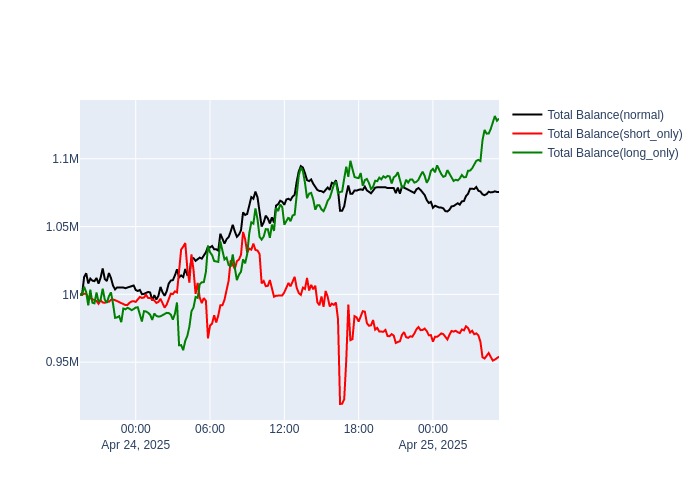 Total Balance(normal)
Total Balance(short_only)
Total Balance(long_only)
1.1M
1.05M
1M
0.95M
00:00 06:00 12:00 18:00 00:00
Apr 24, 2025 Apr 25, 2025